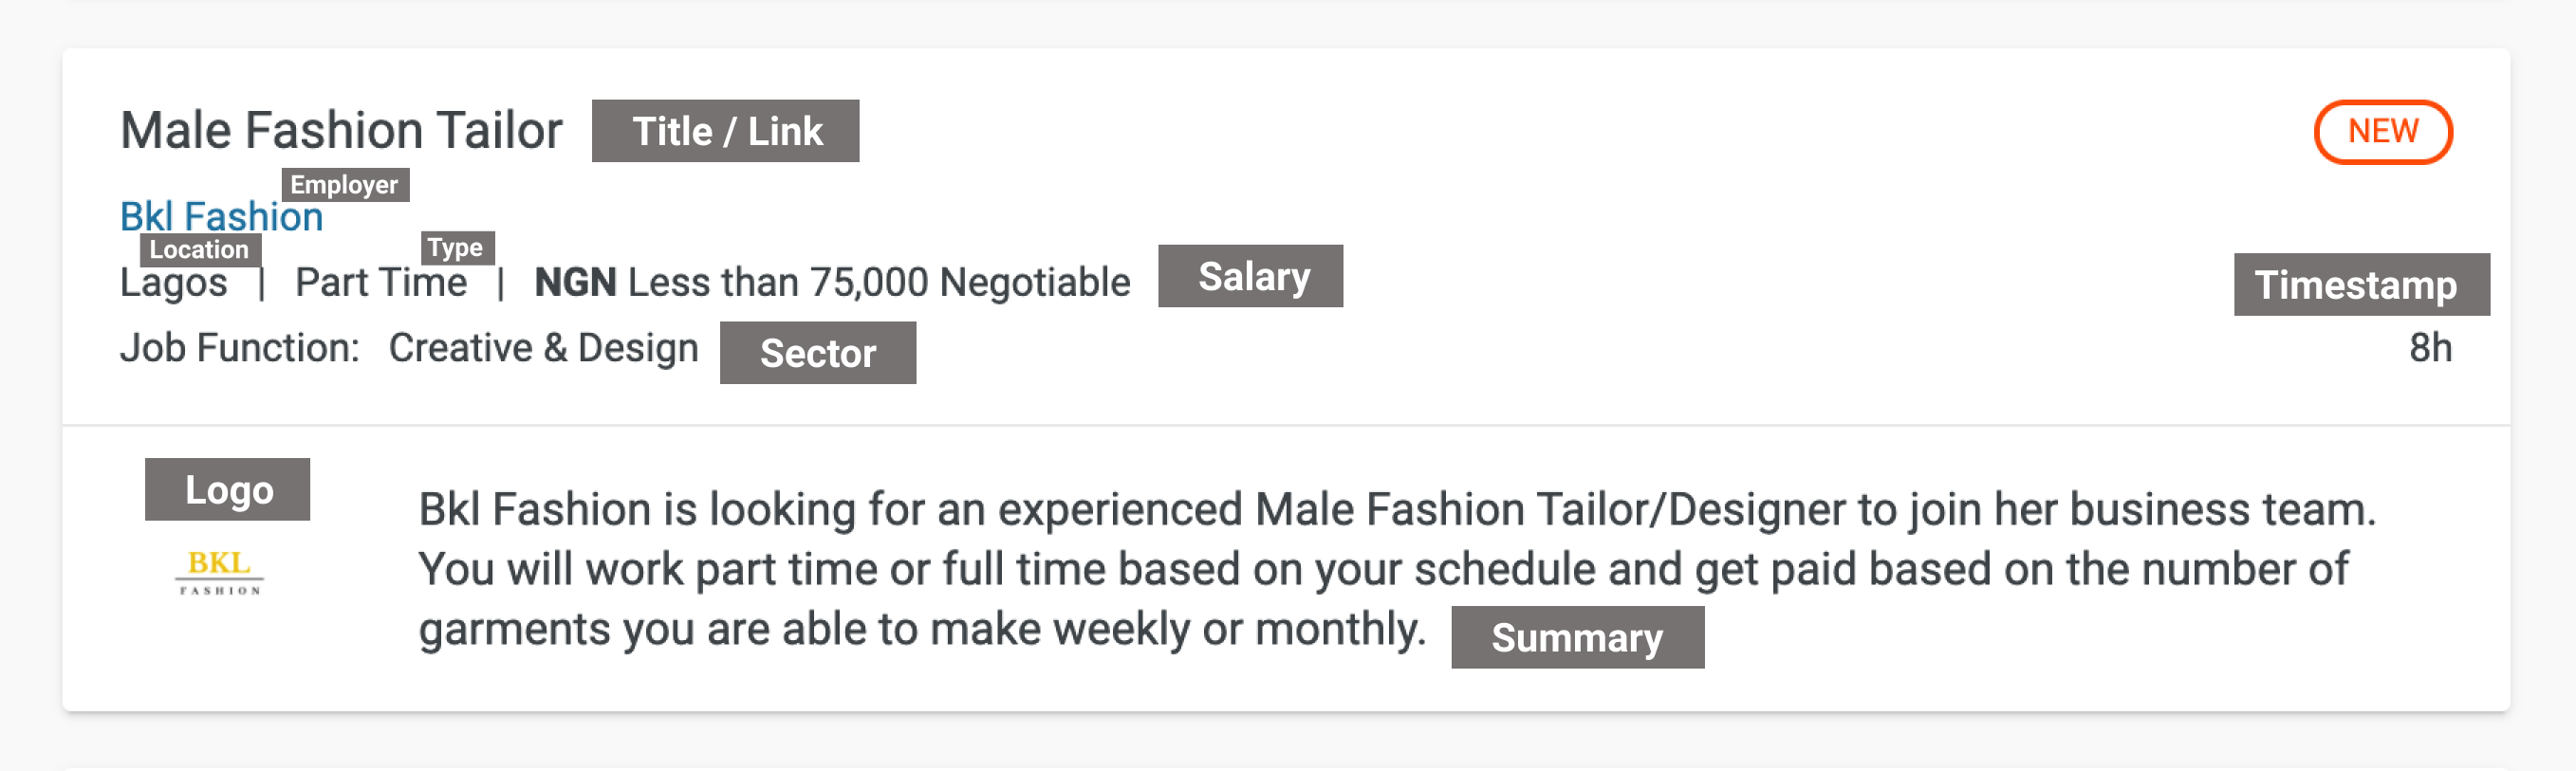 Male Fashion Tailor Title / Link NEW
Employer
Bkl Fashion
Location Type
Lagos | Part Time | NGN Less than 75,000 Negotiable Salary Timestamp
Job Function: Creative & Design Sector 8h
Logo
BKL
FASHION
Bkl Fashion is looking for an experienced Male Fashion Tailor/Designer to join her business team.
You will work part time or full time based on your schedule and get paid based on the number of
garments you are able to make weekly or monthly. Summary